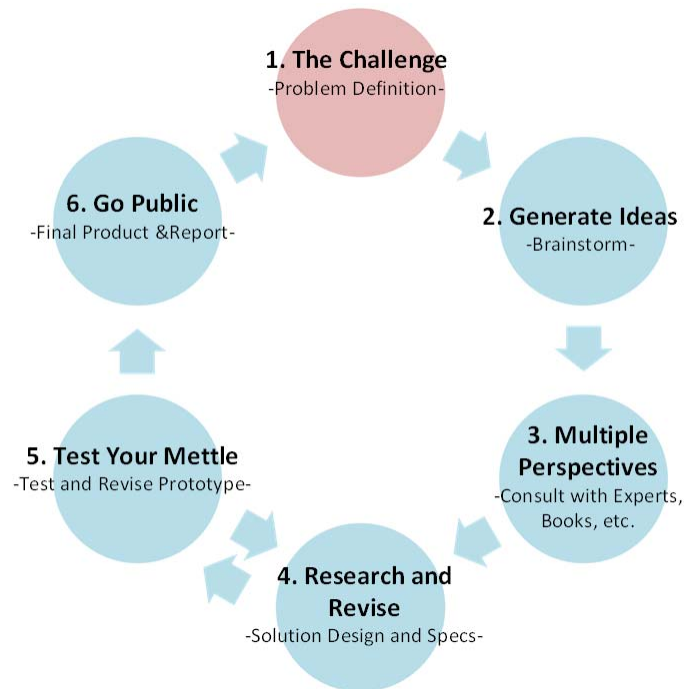 1. The Challenge
-Problem Definition-
2. Generate Ideas
-Brainstorm-
3. Multiple
Perspectives
-Consult with Experts,
Books, etc.
4. Research and
Revise
-Solution Design and Specs-
5. Test Your Mettle
-Test and Revise Prototype-
6. Go Public
-Final Product &Report-